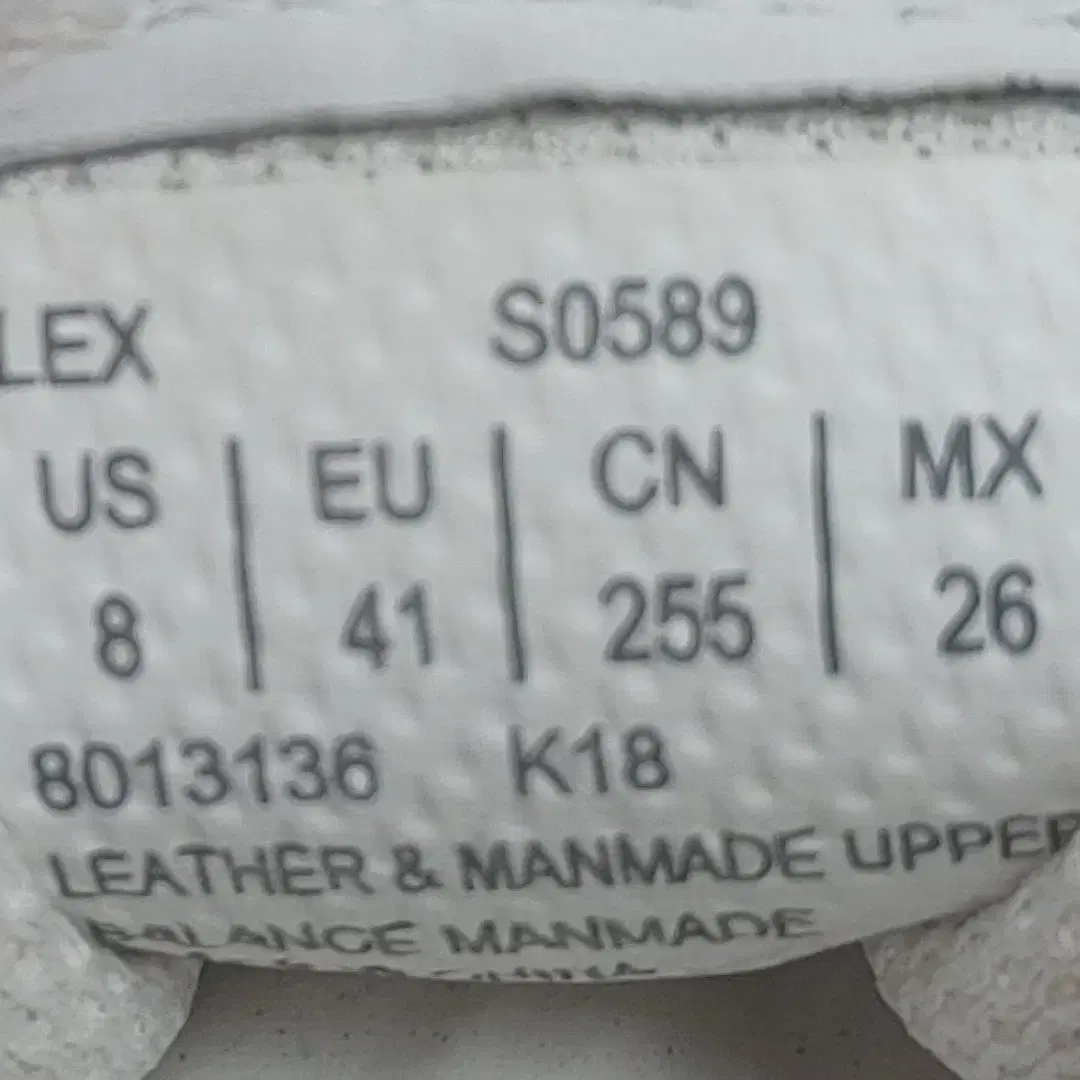 LEX S0589
US | EU | CN | MX
8 | 41 | 255 | 26
8013136 K18
LEATHER & MANMADE UPPER
BALANCE MANMADE